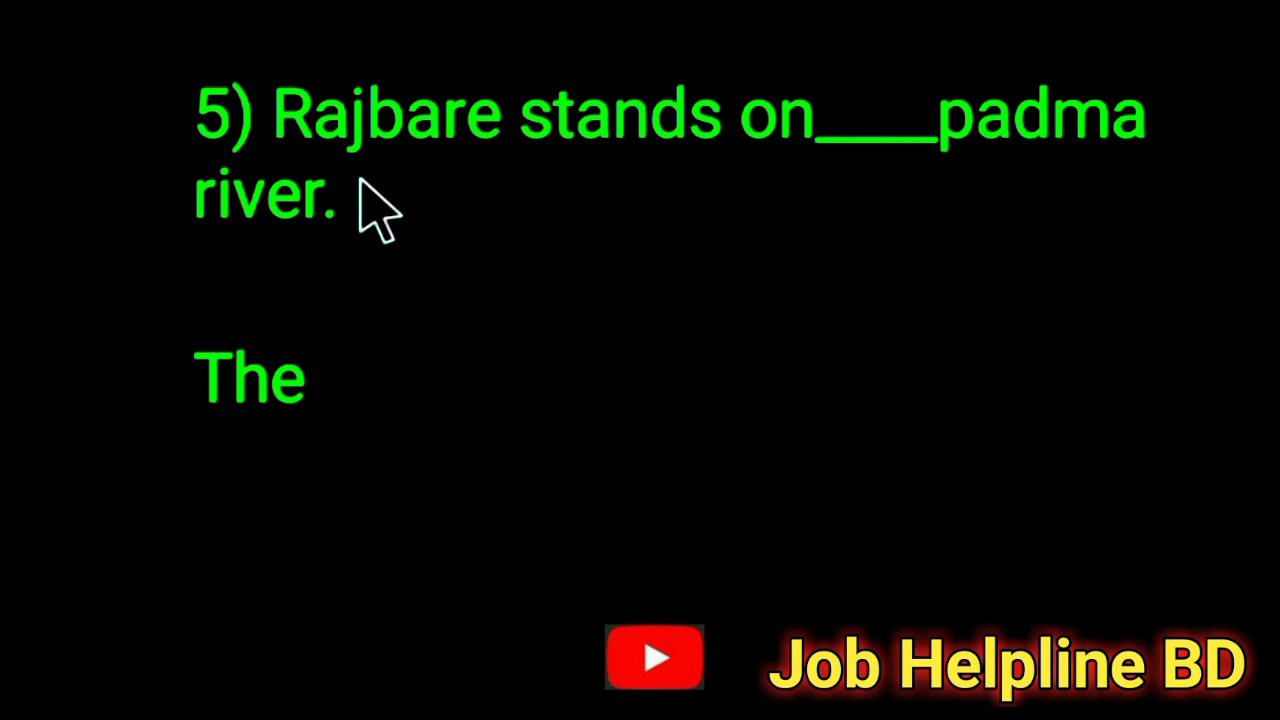 5) Rajbare stands on____padma
river.
The
Job Helpline BD